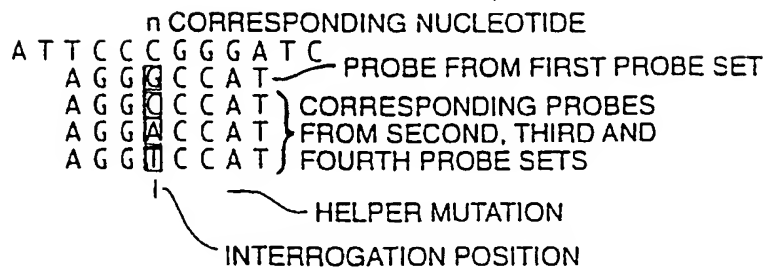 n CORRESPONDING NUCLEOTIDE
A T T C C C C G G G A T C
A G G G C C A T PROBE FROM FIRST PROBE SET
A G G C C C A T CORRESPONDING PROBES
A G G A C C A T FROM SECOND, THIRD AND
A G G T C C A T FOURTH PROBE SETS
I
HELPER MUTATION
INTERROGATION POSITION